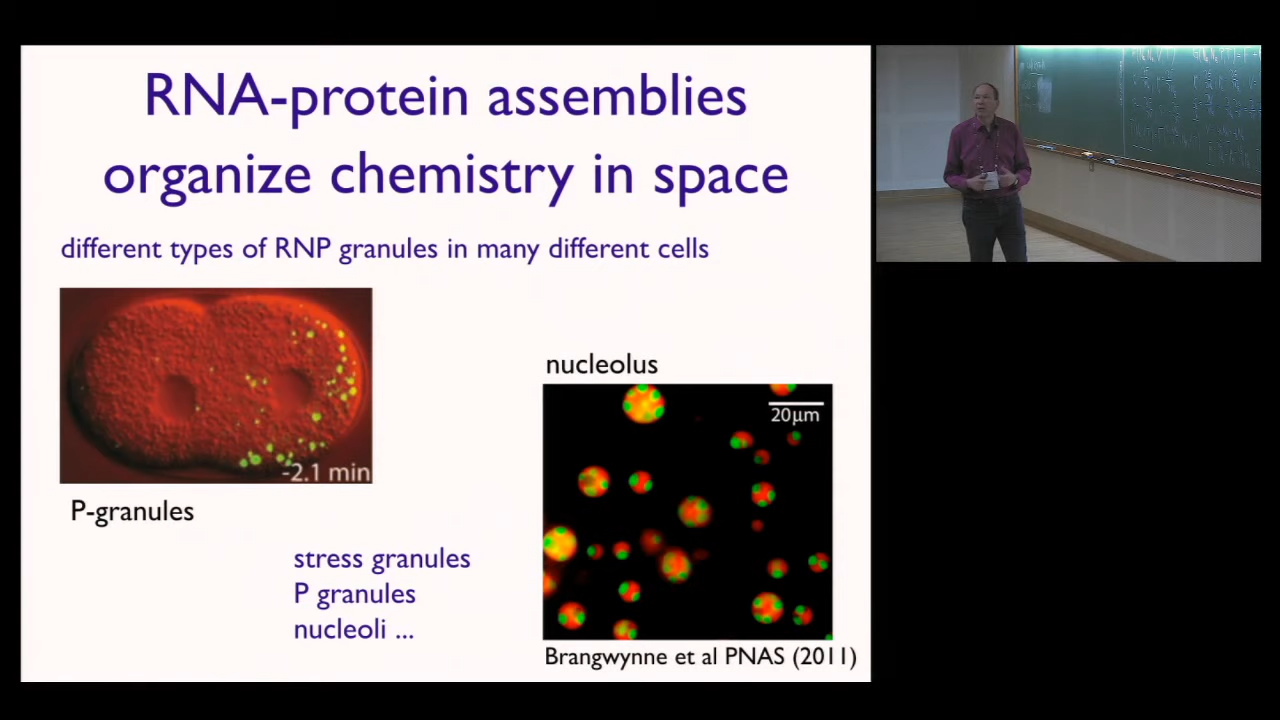 RNA-protein assemblies
organize chemistry in space
different types of RNP granules in many different cells
-2.1 min
P-granules
nucleolus
20μm
stress granules
P granules
nucleoli ...
Brangwynne et al PNAS (2011)